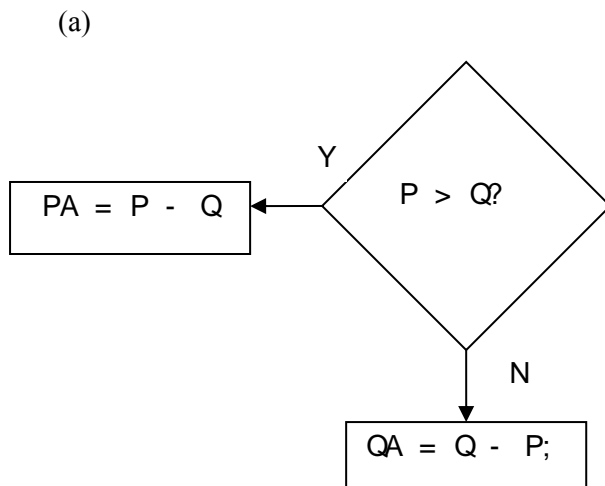 (a)
Y
P > Q?
PA = P - Q
N
QA = Q - P;